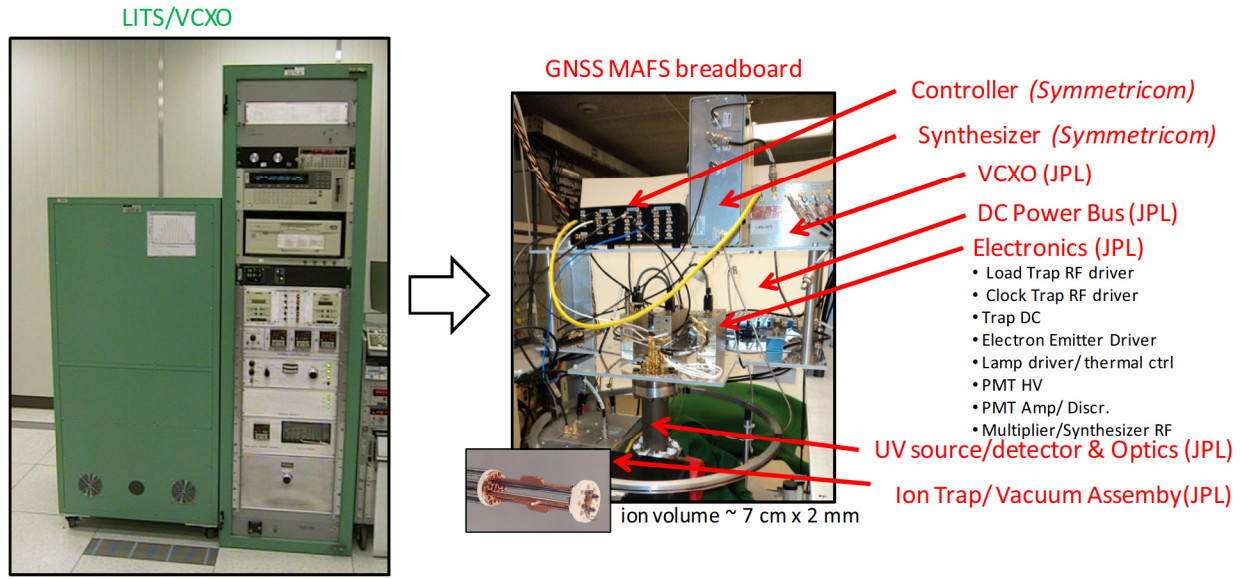 LITS/VCXO
GNSS MAFS breadboard
Controller (Symmetricom)
Synthesizer (Symmetricom)
VCXO (JPL)
DC Power Bus (JPL)
Electronics (JPL)
• Load Trap RF driver
• Clock Trap RF driver
• Trap DC
• Electron Emitter Driver
• Lamp driver/ thermal ctrl
• PMT HV
• PMT Amp/ Discr.
• Multiplier/Synthesizer RF
UV source/detector & Optics (JPL)
Ion Trap/ Vacuum Assemby(JPL)
ion volume ~ 7 cm x 2 mm